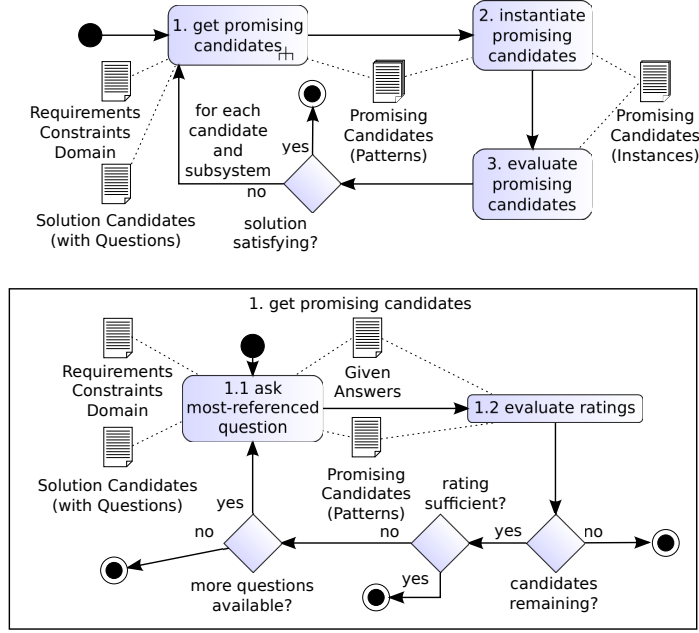 1. get promising
candidates
2. instantiate
promising
candidates
Requirements
Constraints
Domain
for each
candidate
and
subsystem
no
yes
Promising
Candidates
(Patterns)
Promising
Candidates
(Instances)
3. evaluate
promising
candidates
Solution Candidates
(with Questions)
solution
satisfying?
1. get promising candidates
Requirements
Constraints
Domain
Given
Answers
1.1 ask
most-referenced
question
1.2 evaluate ratings
Solution Candidates
(with Questions)
Promising
Candidates
(Patterns)
rating
sufficient?
yes
no
no
yes
no
yes
more questions
available?
candidates
remaining?